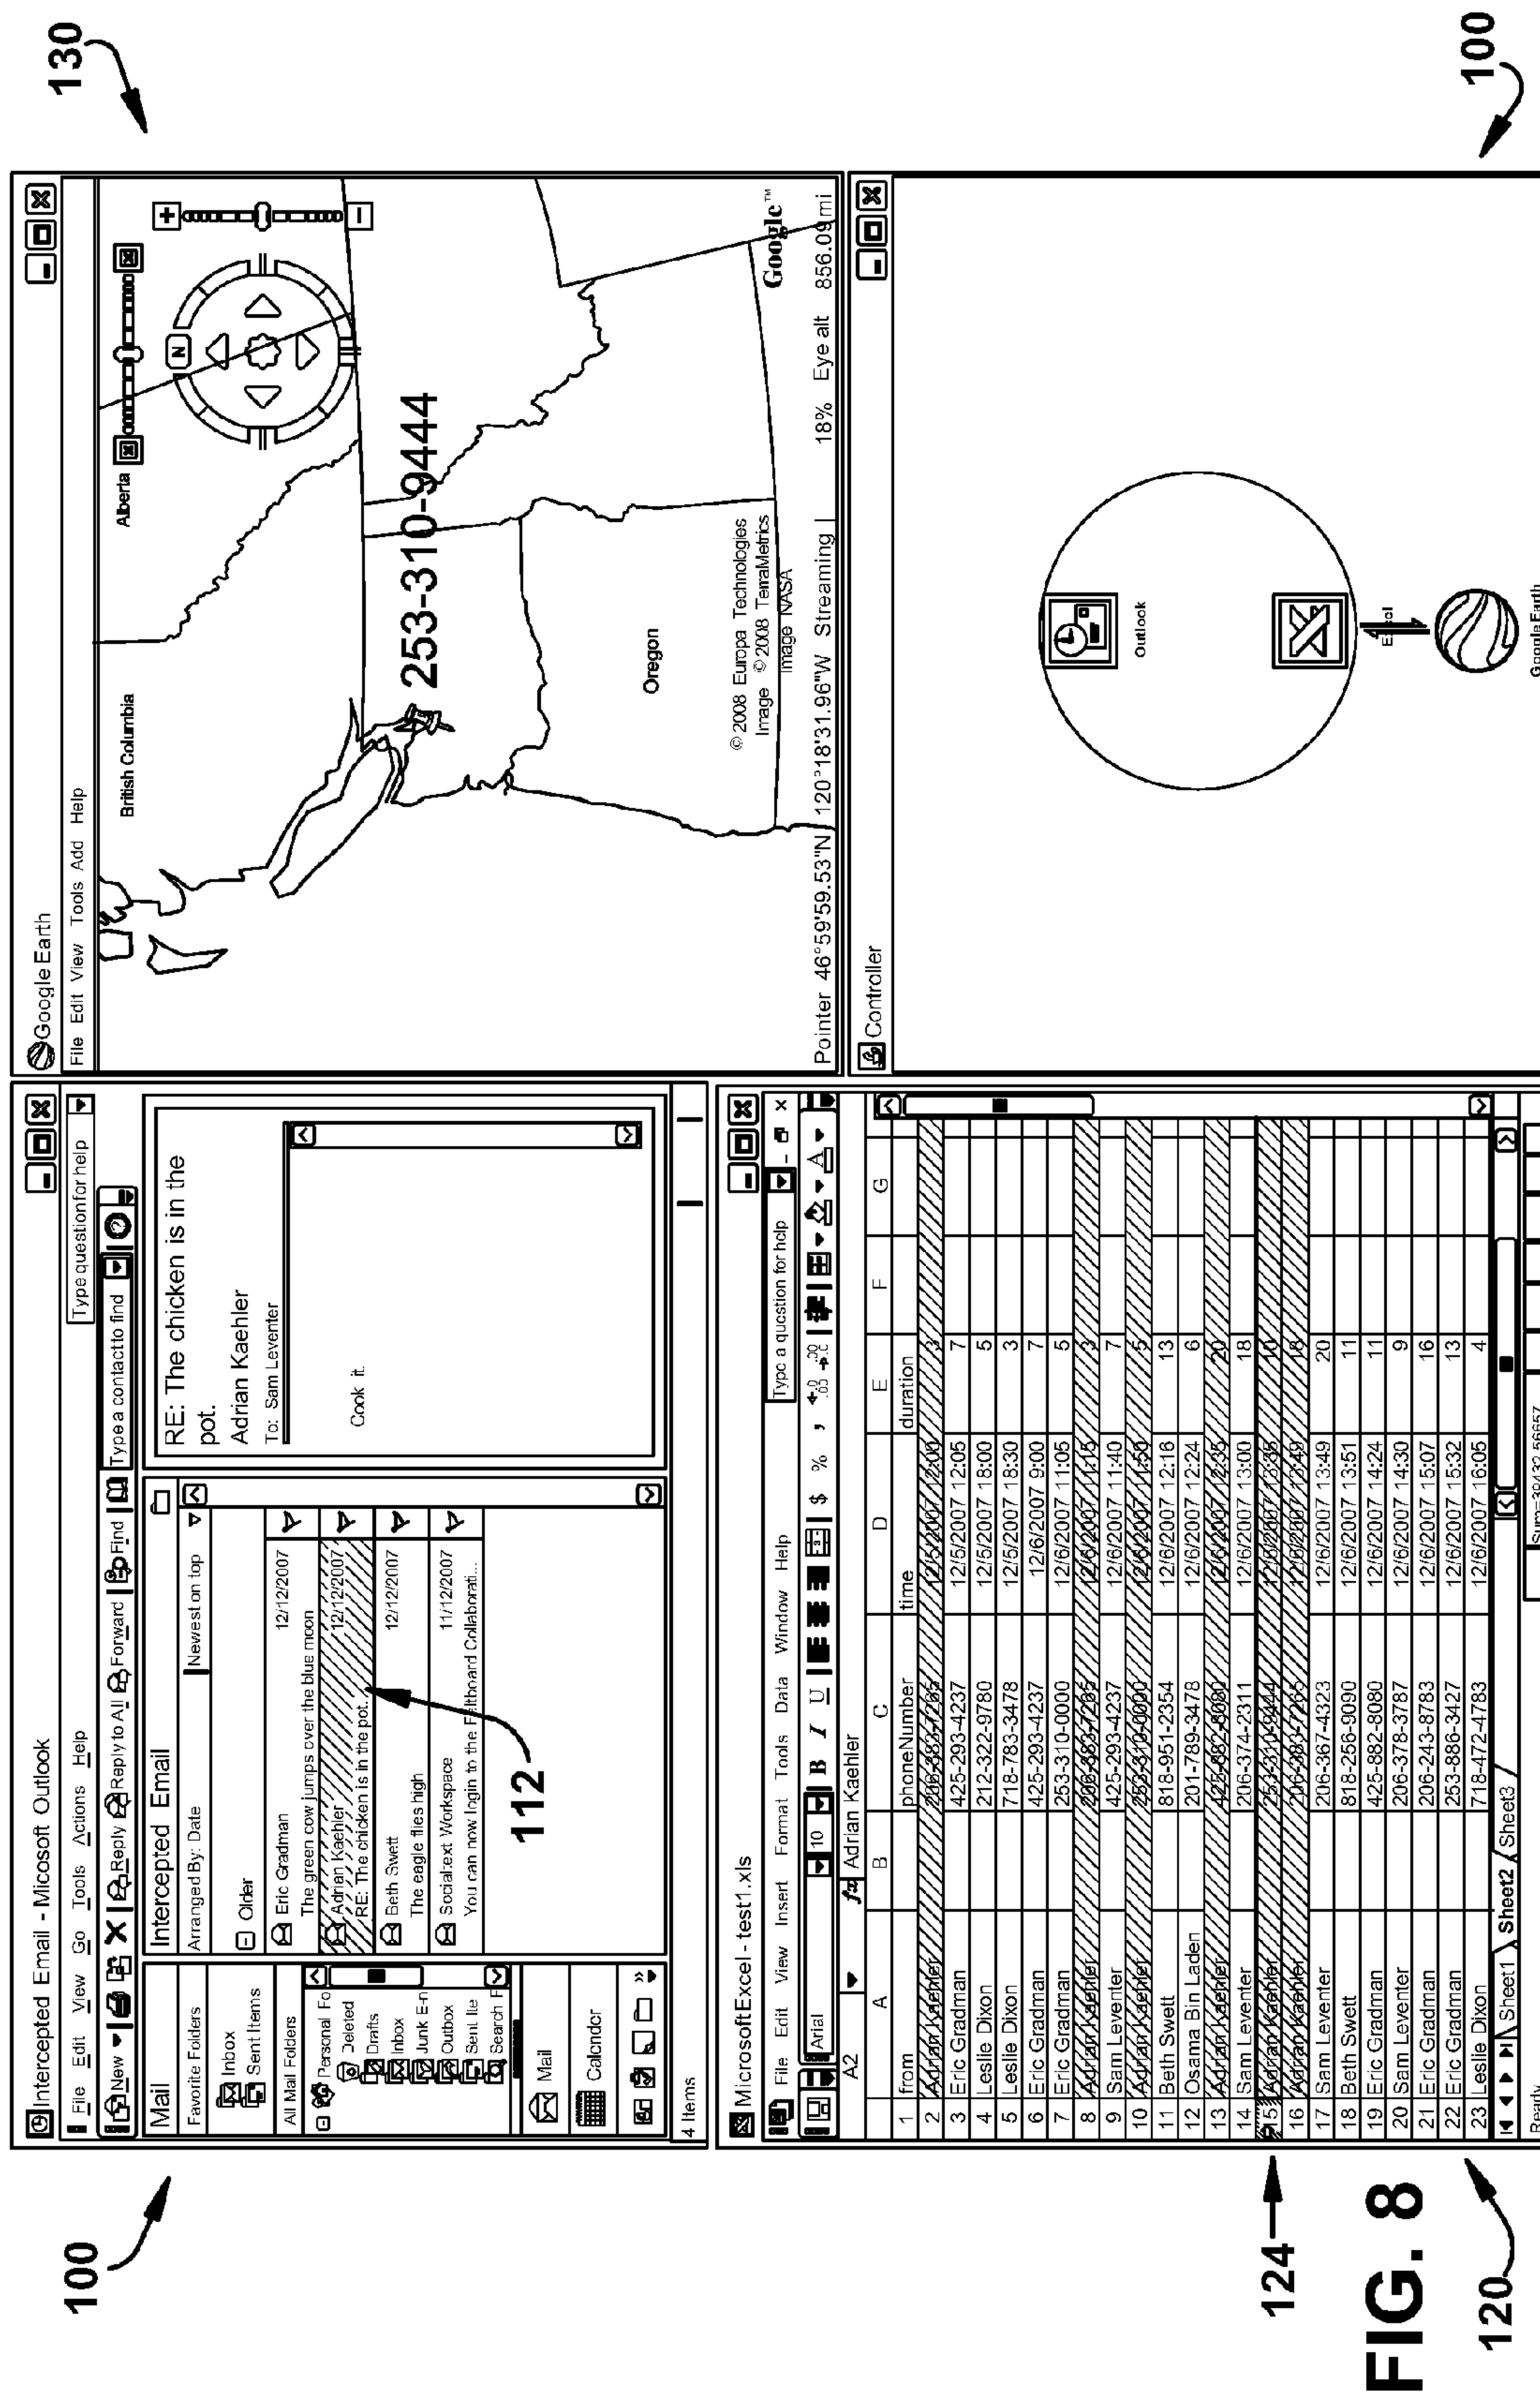 100
130
Intercepted Email - Microsoft Outlook
File Edit View Go Tools Actions Help
Type question for help
New Reply Reply to All Forward Find Type a contact to find
Mail
Favorite Folders
Inbox
Sent Items
All Mail Folders
Personal Fo
Deleted
Drafts
Inbox
Junk E-n
Outbox
Sent Ite
Search F
Mail
Calendar
4 Items
Intercepted Email
Arranged By: Date Newest on top
Older
Eric Gradman 12/12/2007
The green cow jumps over the blue moon
Adrian Kaehler 12/12/2007
RE: The chicken is in the pot.
Beth Swett 12/12/2007
The eagle flies high
Social:ext Workspace 11/12/2007
You can now login to the Feltboard Collaborati...
112
RE: The chicken is in the
pot.
Adrian Kaehler
To: Sam Leventer
Cook it.
Google Earth
File Edit View Tools Add Help
British Columbia
Alberta
N
253-310-9444
Oregon
© 2008 Europa Technologies
Image © 2008 TerraMetrics
Image NASA
Google™
Pointer 46°59'59.53"N 120°18'31.96"W Streaming 18% Eye alt 856.09 mi
Microsoft Excel - test1.xls
File Edit View Insert Format Tools Data Window Help
Type a question for help
Arial 10 B I U $ % ,
A2 fx Adrian Kaehler
A B C D E F G
1 from phoneNumber time duration
2 Adrian Kaehler 12/5/2007 12:00 3
3 Eric Gradman 425-293-4237 12/5/2007 12:05 7
4 Leslie Dixon 212-322-9780 12/5/2007 18:00 5
5 Leslie Dixon 718-783-3478 12/5/2007 18:30 3
6 Eric Gradman 425-293-4237 12/6/2007 9:00 7
7 Eric Gradman 253-310-0000 12/6/2007 11:05 5
8 Adrian Kaehler 206-383-7265 12/6/2007 11:15 3
9 Sam Leventer 425-293-4237 12/6/2007 11:40 7
10 Adrian Kaehler 253-310-0000 12/6/2007 11:50 5
11 Beth Swett 818-951-2354 12/6/2007 12:16 13
12 Osama Bin Laden 201-789-3478 12/6/2007 12:24 6
13 Adrian Kaehler 425-882-8080 12/6/2007 12:35 20
14 Sam Leventer 206-374-2311 12/6/2007 13:00 18
15 Adrian Kaehler 253-310-9444 12/6/2007 13:35 10
16 Adrian Kaehler 206-383-7265 12/6/2007 13:49 18
17 Sam Leventer 206-367-4323 12/6/2007 13:49 20
18 Beth Swett 818-256-9090 12/6/2007 13:51 11
19 Eric Gradman 425-882-8080 12/6/2007 14:24 11
20 Sam Leventer 206-378-3787 12/6/2007 14:30 9
21 Eric Gradman 206-243-8783 12/6/2007 15:07 16
22 Eric Gradman 253-886-3427 12/6/2007 15:32 13
23 Leslie Dixon 718-472-4783 12/6/2007 16:05 4
Sheet1 Sheet2 Sheet3
Ready Sum=39432.56657
Controller
Outlook
Excel
Google Earth
100
124
120
FIG. 8